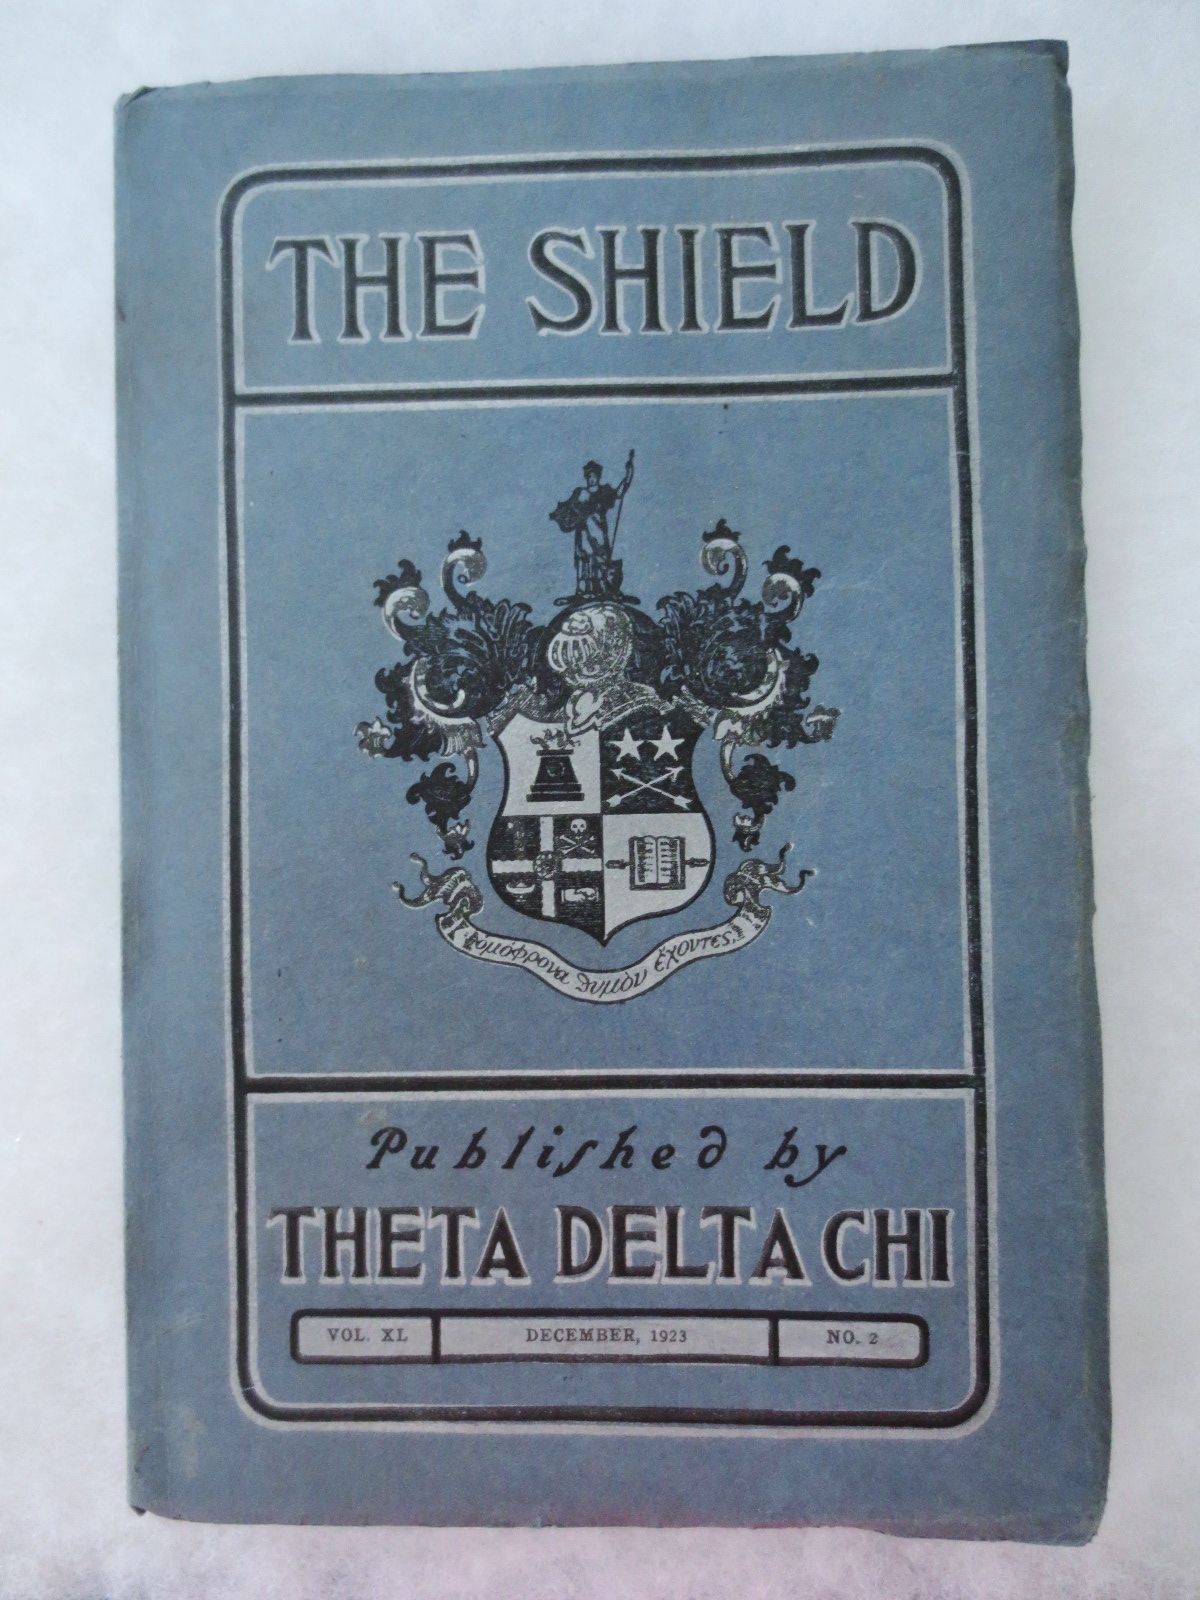 THE SHIELD
ὁμόφρονα θυμὸν ἔχοντες.
Published by
THETA DELTA CHI
VOL. XL DECEMBER, 1923 NO. 2